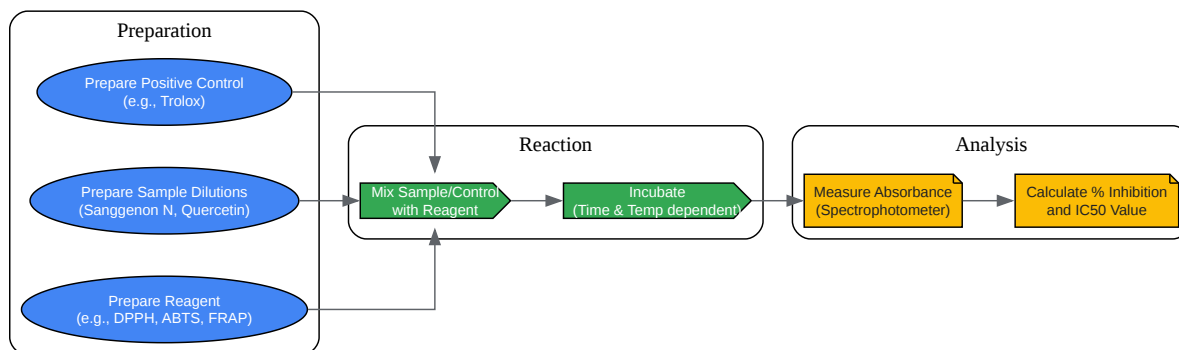 Preparation
Prepare Positive Control
(e.g., Trolox)
Prepare Sample Dilutions
(Sanggenon N, Quercetin)
Prepare Reagent
(e.g., DPPH, ABTS, FRAP)
Reaction
Mix Sample/Control
with Reagent
Incubate
(Time & Temp dependent)
Analysis
Measure Absorbance
(Spectrophotometer)
Calculate % Inhibition
and IC50 Value